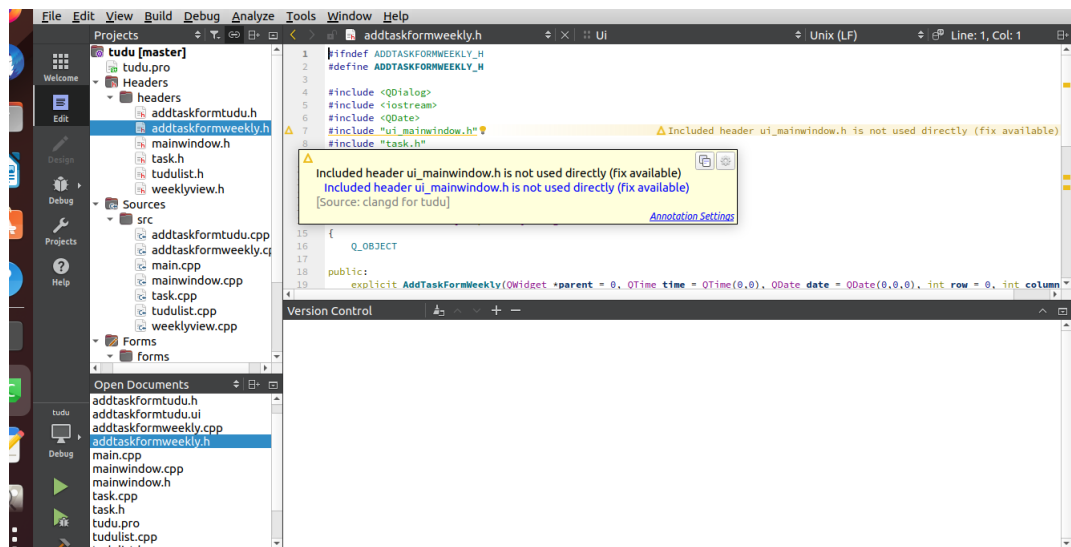 File Edit View Build Debug Analyze Tools Window Help
Projects
addtaskformweekly.h
Ui
Unix (LF)
Line: 1, Col: 1
Welcome
Edit
Design
Debug
Projects
Help
tudu
Debug
tudu [master]
tudu.pro
Headers
headers
addtaskformtudu.h
addtaskformweekly.h
mainwindow.h
task.h
tudulist.h
weeklyview.h
Sources
src
addtaskformtudu.cpp
addtaskformweekly.cp
main.cpp
mainwindow.cpp
task.cpp
tudulist.cpp
weeklyview.cpp
Forms
forms
Open Documents
addtaskformtudu.h
addtaskformtudu.ui
addtaskformweekly.cpp
addtaskformweekly.h
main.cpp
mainwindow.cpp
mainwindow.h
task.cpp
task.h
tudu.pro
tudulist.cpp
1 #ifndef ADDTASKFORMWEEKLY_H
2 #define ADDTASKFORMWEEKLY_H
3
4 #include <QDialog>
5 #include <iostream>
6 #include <QDate>
7 #include "ui_mainwindow.h" Included header ui_mainwindow.h is not used directly (fix available)
8 #include "task.h"
Included header ui_mainwindow.h is not used directly (fix available)
Included header ui_mainwindow.h is not used directly (fix available)
[Source: clangd for tudu]
Annotation Settings
15 {
16 Q_OBJECT
17
18 public:
19 explicit AddTaskFormWeekly(QWidget *parent = 0, QTime time = QTime(0,0), QDate date = QDate(0,0,0), int row = 0, int column
Version Control